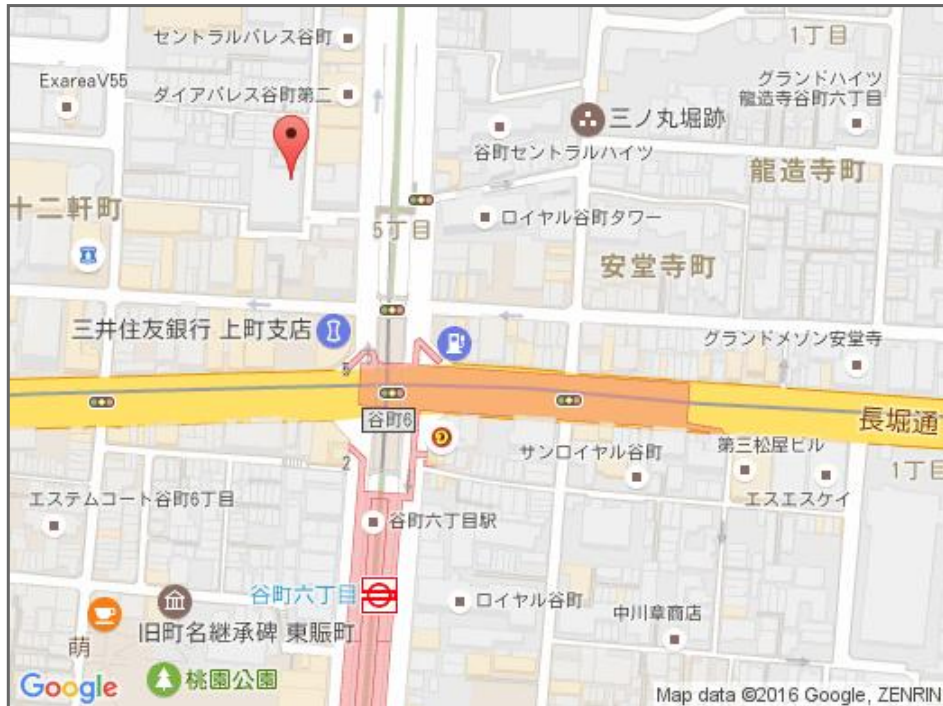 セントラルパレス谷町
1丁目
ExareaV55
グランドハイツ
龍造寺谷町六丁目
ダイアパレス谷町第二
三ノ丸堀跡
谷町セントラルハイツ
龍造寺町
十二軒町
ロイヤル谷町タワー
5丁目
安堂寺町
三井住友銀行 上町支店
グランドメゾン安堂寺
5
谷町6
長堀通
サンロイヤル谷町
第三松屋ビル
2
1丁目
エステムコート谷町6丁目
エスエスケイ
谷町六丁目駅
谷町六丁目
ロイヤル谷町
中川章商店
旧町名継承碑 東賑町
萌
桃園公園
Google
Map data ©2016 Google, ZENRIN